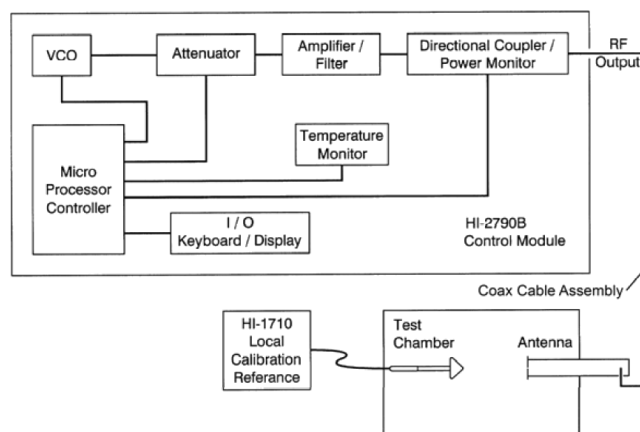 VCO
Attenuator
Amplifier /
Filter
Directional Coupler /
Power Monitor
RF
Output
Micro
Processor
Controller
Temperature
Monitor
I / O
Keyboard / Display
HI-2790B
Control Module
Coax Cable Assembly
HI-1710
Local
Calibration
Referance
Test
Chamber
Antenna